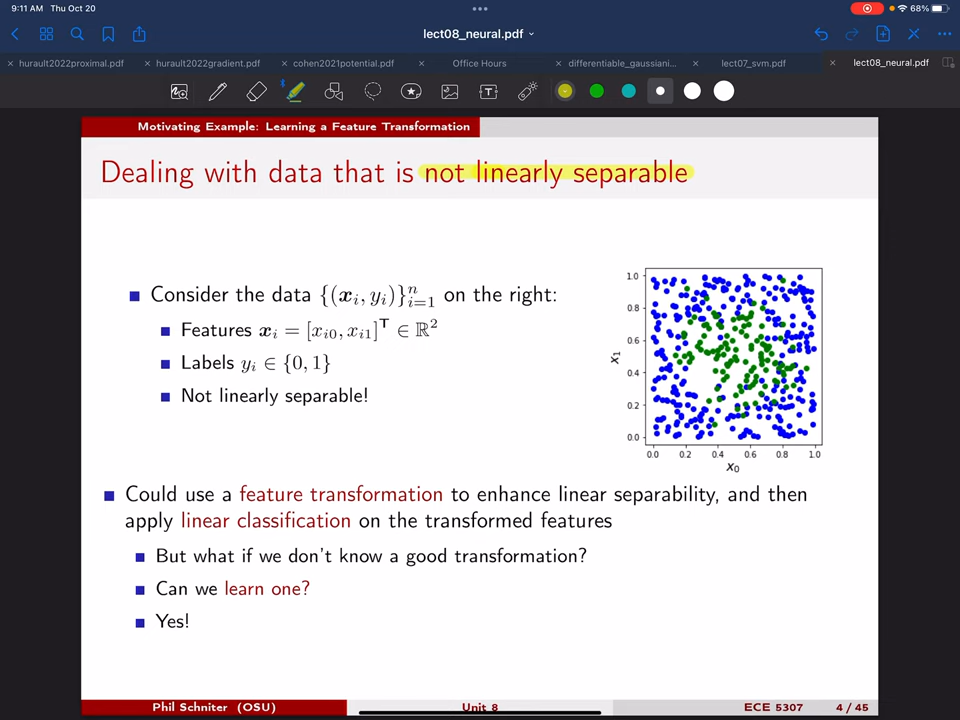 9:11 AM Thu Oct 20
68%
lect08_neural.pdf
hurault2022proximal.pdf
hurault2022gradient.pdf
cohen2021potential.pdf
Office Hours
differentiable_gaussiani...
lect07_svm.pdf
lect08_neural.pdf
Motivating Example: Learning a Feature Transformation
Dealing with data that is not linearly separable
Consider the data {(𝒙ᵢ, yᵢ)}ⁿᵢ₌₁ on the right:
Features 𝒙ᵢ = [xᵢ₀, xᵢ₁]ᵀ ∈ ℝ²
Labels yᵢ ∈ {0, 1}
Not linearly separable!
1.0
0.8
0.6
0.4
0.2
0.0
x₁
0.0 0.2 0.4 0.6 0.8 1.0
x₀
Could use a feature transformation to enhance linear separability, and then
apply linear classification on the transformed features
But what if we don't know a good transformation?
Can we learn one?
Yes!
Phil Schniter (OSU) Unit 8 ECE 5307 4 / 45